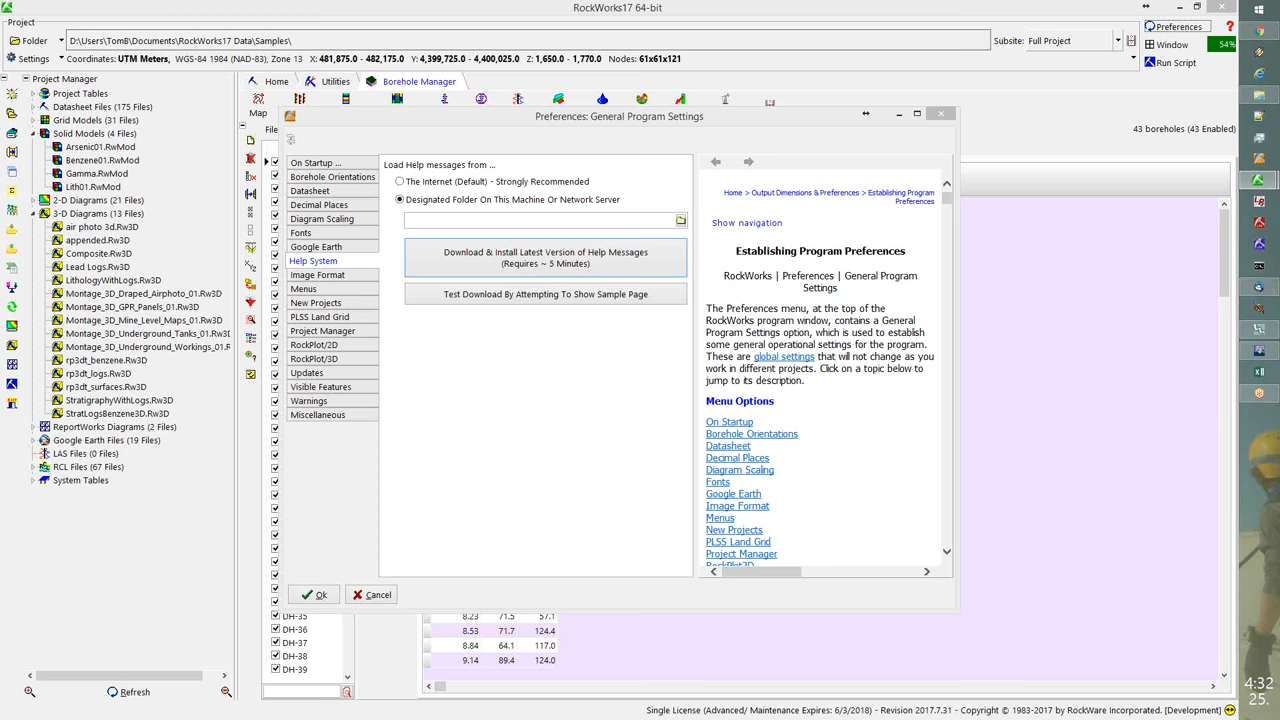 RockWorks17 64-bit
Project
Folder
D:\Users\TomB\Documents\RockWorks17 Data\Samples\
Subsite:
Full Project
Preferences
?
Settings
Coordinates: UTM Meters, WGS-84 1984 (NAD-83), Zone 13 X: 481,875.0 - 482,175.0 Y: 4,399,725.0 - 4,400,025.0 Z: 1,650.0 - 1,770.0 Nodes: 61x61x121
Window
54%
Run Script
Project Manager
Project Tables
Datasheet Files (175 Files)
Grid Models (31 Files)
Solid Models (4 Files)
Arsenic01.RwMod
Benzene01.RwMod
Gamma.RwMod
Lith01.RwMod
2-D Diagrams (21 Files)
3-D Diagrams (13 Files)
air photo 3d.Rw3D
appended.Rw3D
Composite.Rw3D
Lead Logs.Rw3D
LithologyWithLogs.Rw3D
Montage_3D_Draped_Airphoto_01.Rw3D
Montage_3D_GPR_Panels_01.Rw3D
Montage_3D_Mine_Level_Maps_01.Rw3D
Montage_3D_Underground_Tanks_01.Rw3D
Montage_3D_Underground_Workings_01.R
rp3dt_benzene.Rw3D
rp3dt_logs.Rw3D
rp3dt_surfaces.Rw3D
StratigraphyWithLogs.Rw3D
StratLogsBenzene3D.Rw3D
ReportWorks Diagrams (2 Files)
Google Earth Files (19 Files)
LAS Files (0 Files)
RCL Files (67 Files)
System Tables
Refresh
Home
Utilities
Borehole Manager
Map
File
43 boreholes (43 Enabled)
Preferences: General Program Settings
On Startup ...
Borehole Orientations
Datasheet
Decimal Places
Diagram Scaling
Fonts
Google Earth
Help System
Image Format
Menus
New Projects
PLSS Land Grid
Project Manager
RockPlot/2D
RockPlot/3D
Updates
Visible Features
Warnings
Miscellaneous
Load Help messages from ...
The Internet (Default) - Strongly Recommended
Designated Folder On This Machine Or Network Server
Download & Install Latest Version of Help Messages
(Requires ~ 5 Minutes)
Test Download By Attempting To Show Sample Page
Home > Output Dimensions & Preferences > Establishing Program
Preferences
Show navigation
Establishing Program Preferences
RockWorks | Preferences | General Program
Settings
The Preferences menu, at the top of the
RockWorks program window, contains a General
Program Settings option, which is used to establish
some general operational settings for the program.
These are global settings that will not change as you
work in different projects. Click on a topic below to
jump to its description.
Menu Options
On Startup
Borehole Orientations
Datasheet
Decimal Places
Diagram Scaling
Fonts
Google Earth
Image Format
Menus
New Projects
PLSS Land Grid
Project Manager
RockPlot2D
Ok
Cancel
DH-35
DH-36
DH-37
DH-38
DH-39
8.23 71.5 57.1
8.53 71.7 124.4
8.84 64.1 117.0
9.14 89.4 124.0
4:32
25.
Single License (Advanced/ Maintenance Expires: 6/3/2018) - Revision 2017.7.31 - Copyright © 1983-2017 by RockWare Incorporated. [Development]